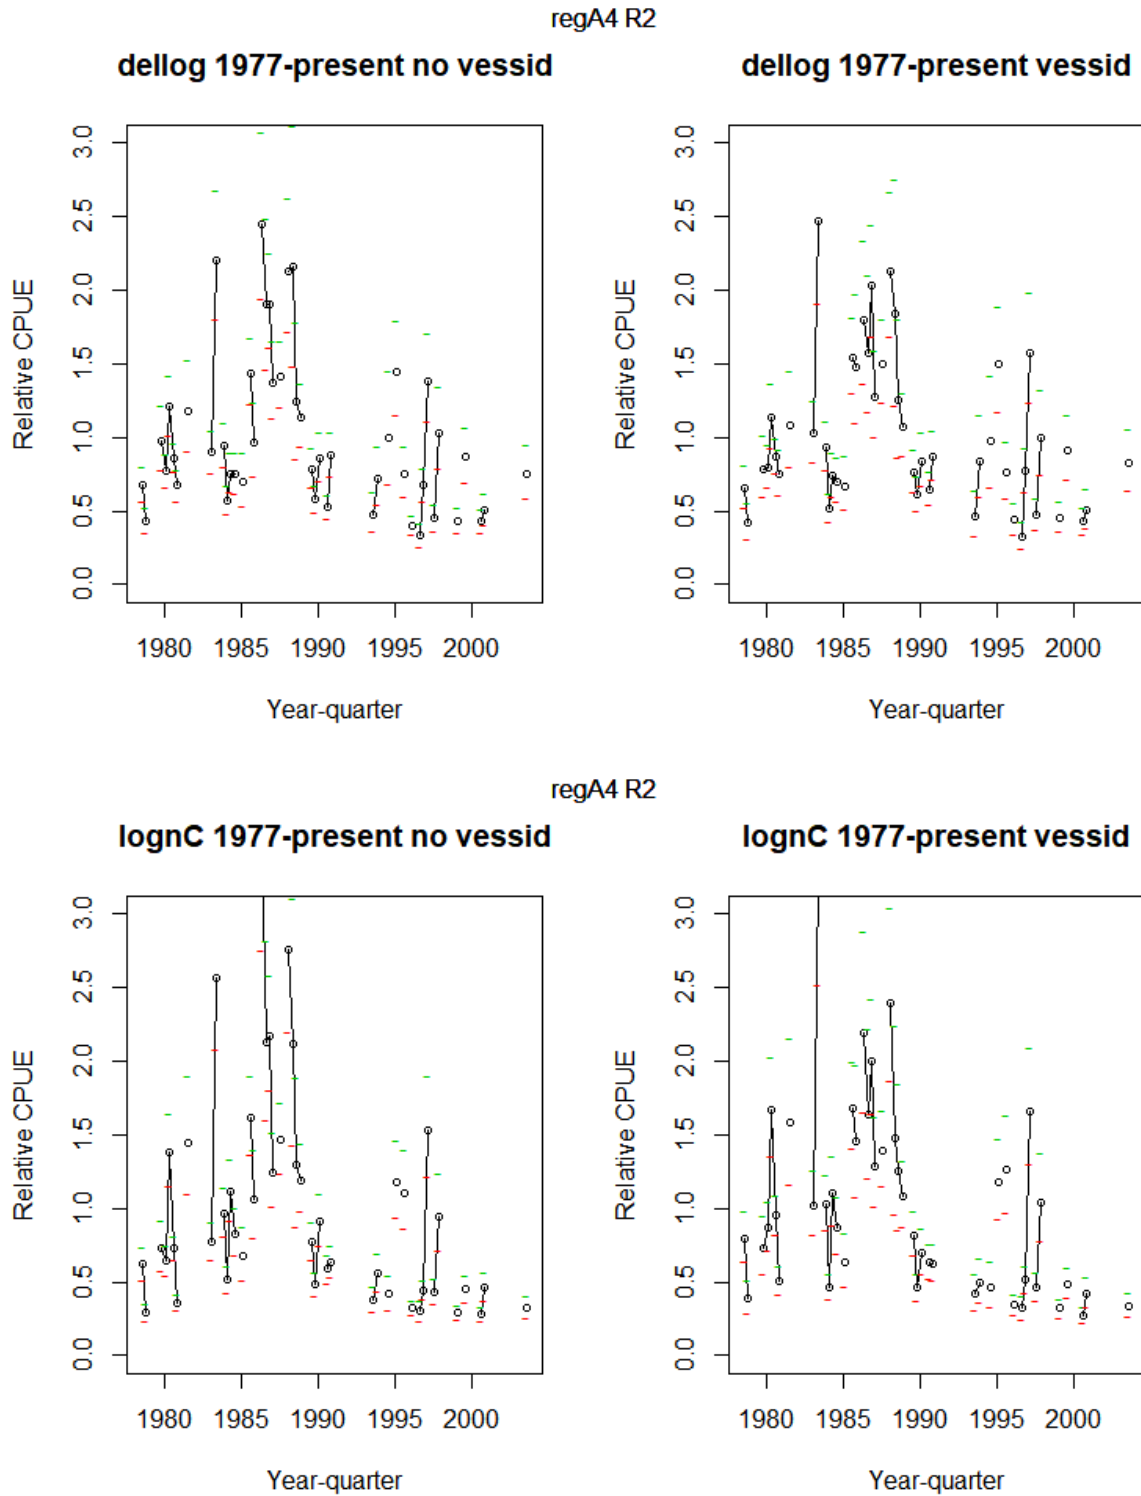 regA4 R2
dellog 1977-present no vessid
dellog 1977-present vessid
Relative CPUE
0.0 0.5 1.0 1.5 2.0 2.5 3.0
1980 1985 1990 1995 2000
Year-quarter
Relative CPUE
0.0 0.5 1.0 1.5 2.0 2.5 3.0
1980 1985 1990 1995 2000
Year-quarter
regA4 R2
lognC 1977-present no vessid
lognC 1977-present vessid
Relative CPUE
0.0 0.5 1.0 1.5 2.0 2.5 3.0
1980 1985 1990 1995 2000
Year-quarter
Relative CPUE
0.0 0.5 1.0 1.5 2.0 2.5 3.0
1980 1985 1990 1995 2000
Year-quarter